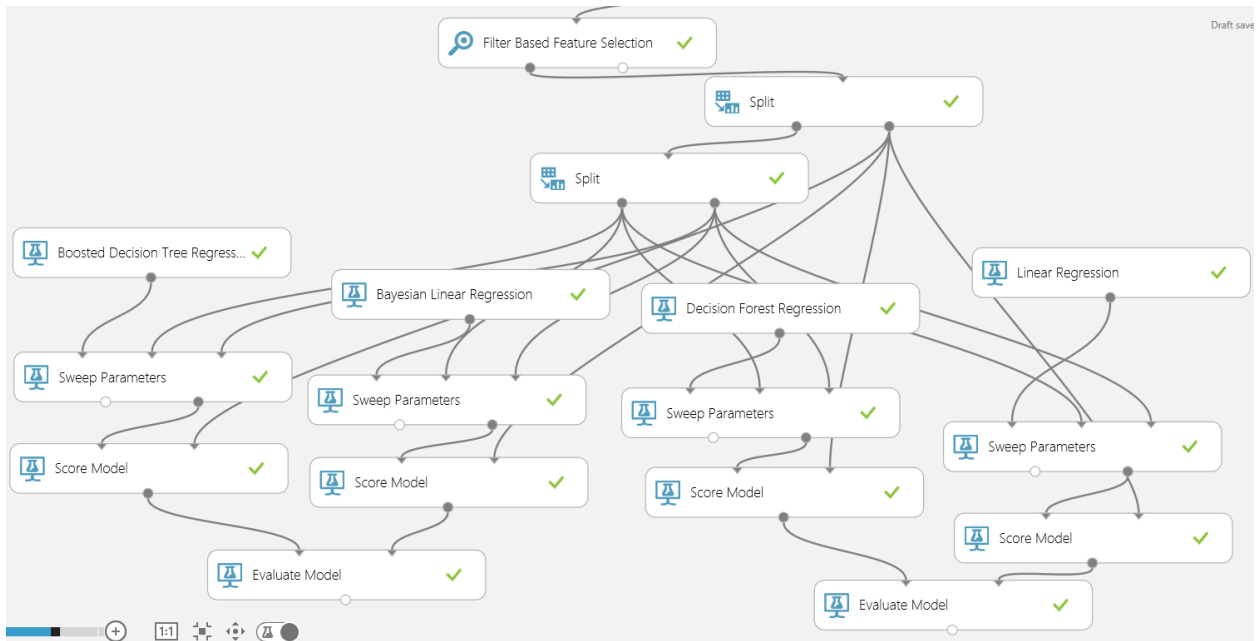 Draft save
Filter Based Feature Selection
Split
Split
Boosted Decision Tree Regress...
Bayesian Linear Regression
Decision Forest Regression
Linear Regression
Sweep Parameters
Sweep Parameters
Sweep Parameters
Sweep Parameters
Score Model
Score Model
Score Model
Score Model
Evaluate Model
Evaluate Model
1:1